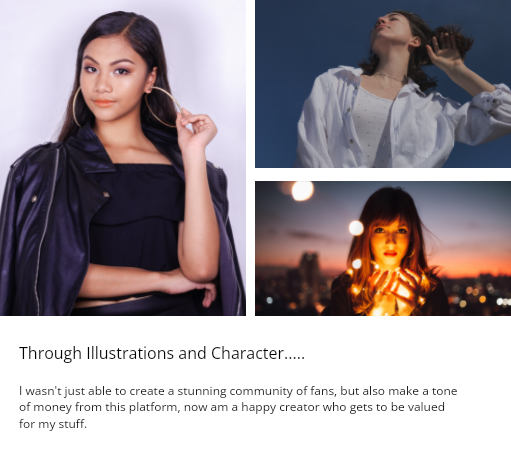 Through Illustrations and Character.....
I wasn't just able to create a stunning community of fans, but also make a tone
of money from this platform, now am a happy creator who gets to be valued
for my stuff.